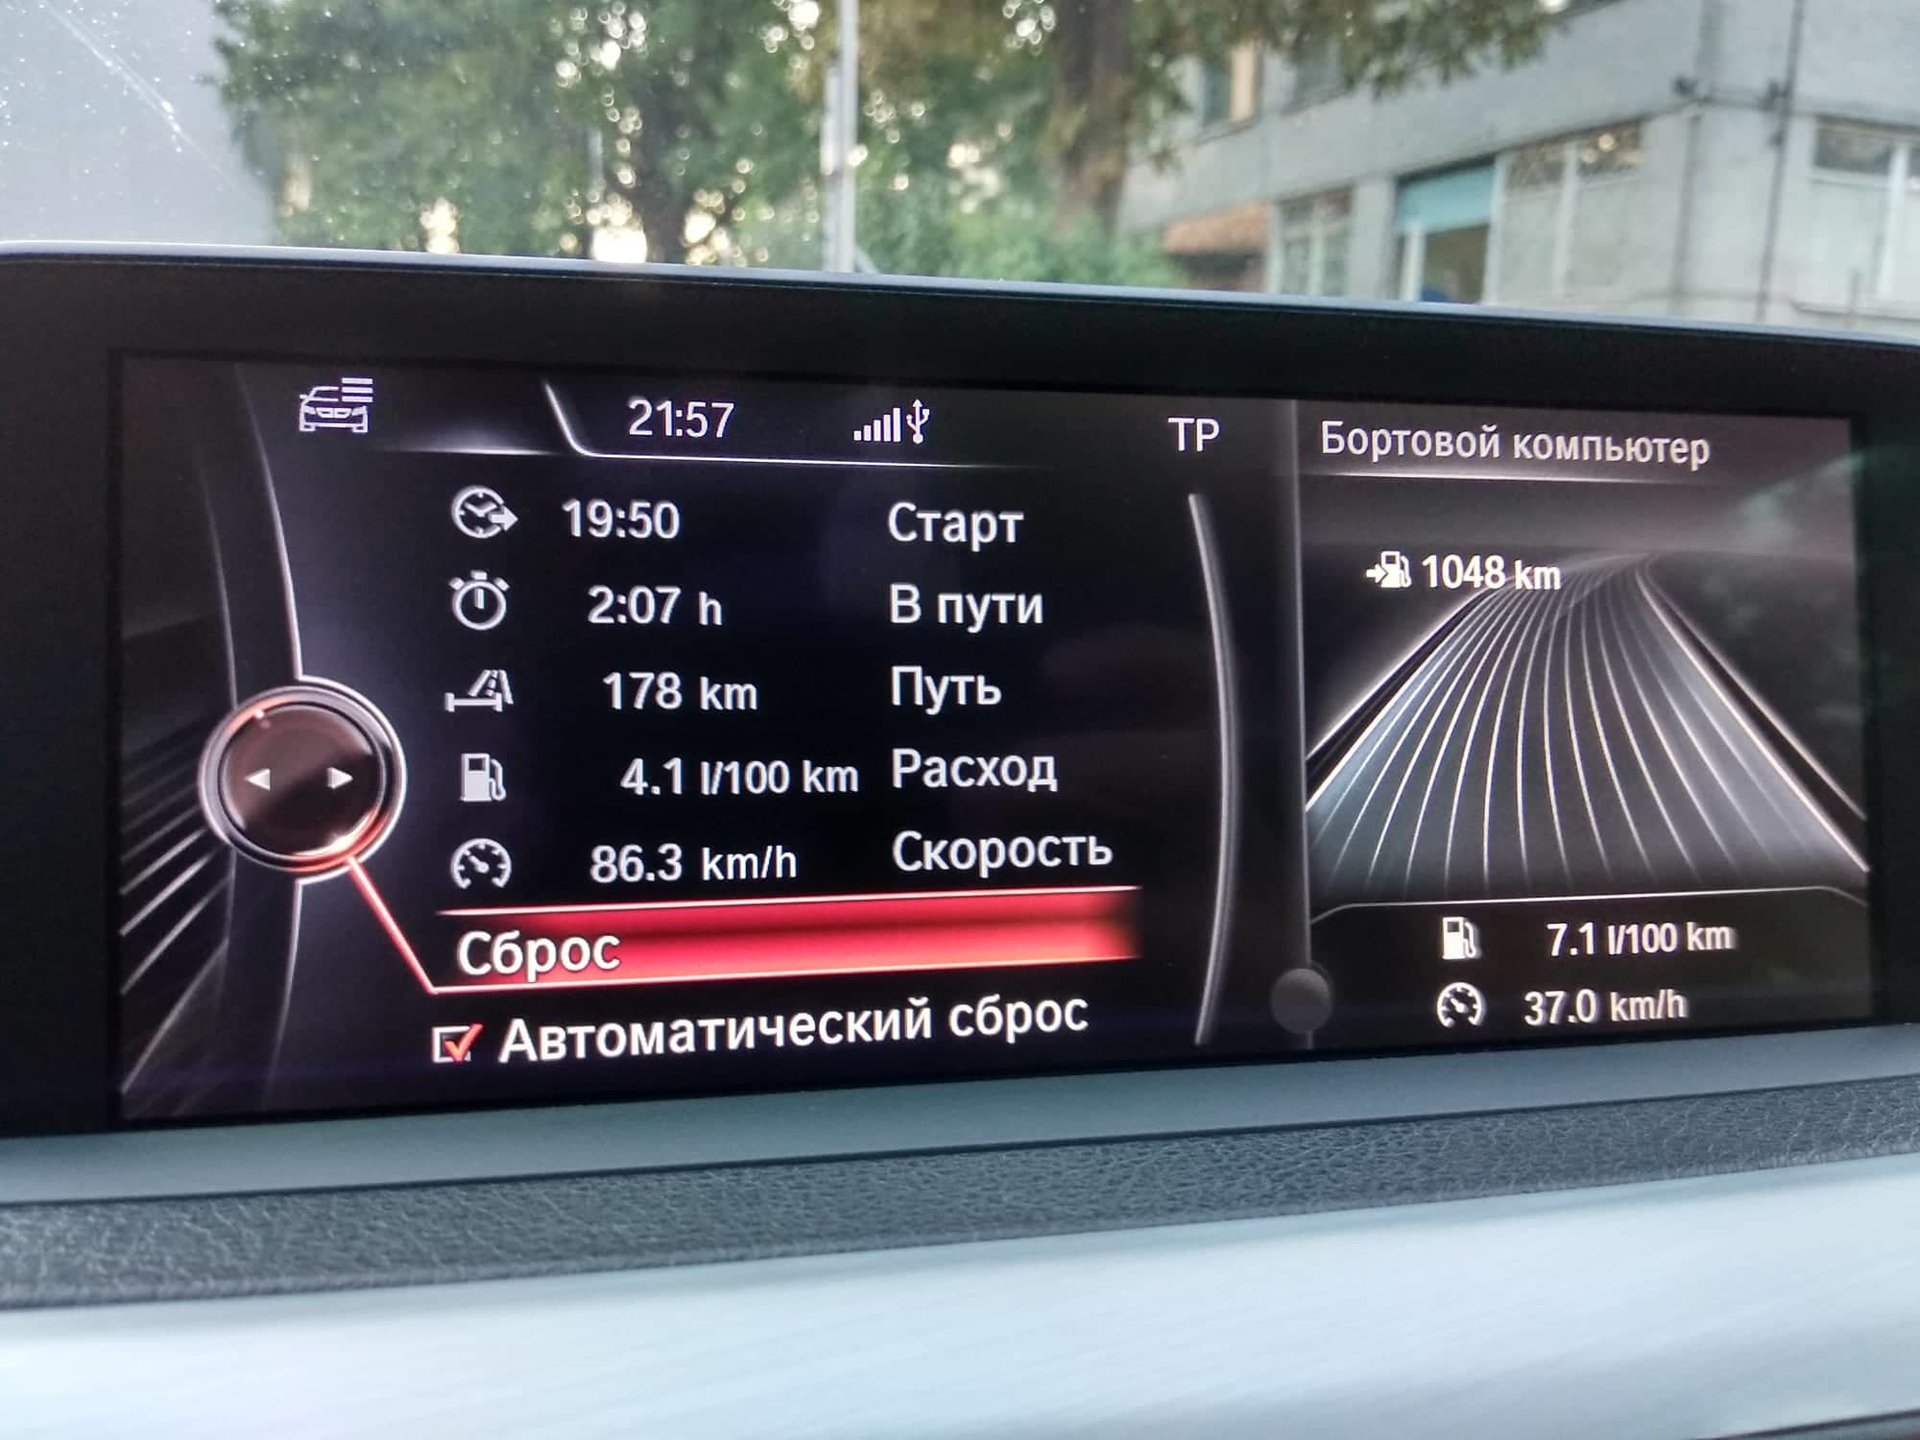 21:57
TP
19:50 Старт
2:07 h В пути
178 km Путь
4.1 l/100 km Расход
86.3 km/h Скорость
Сброс
Автоматический сброс
Бортовой компьютер
1048 km
7.1 l/100 km
37.0 km/h